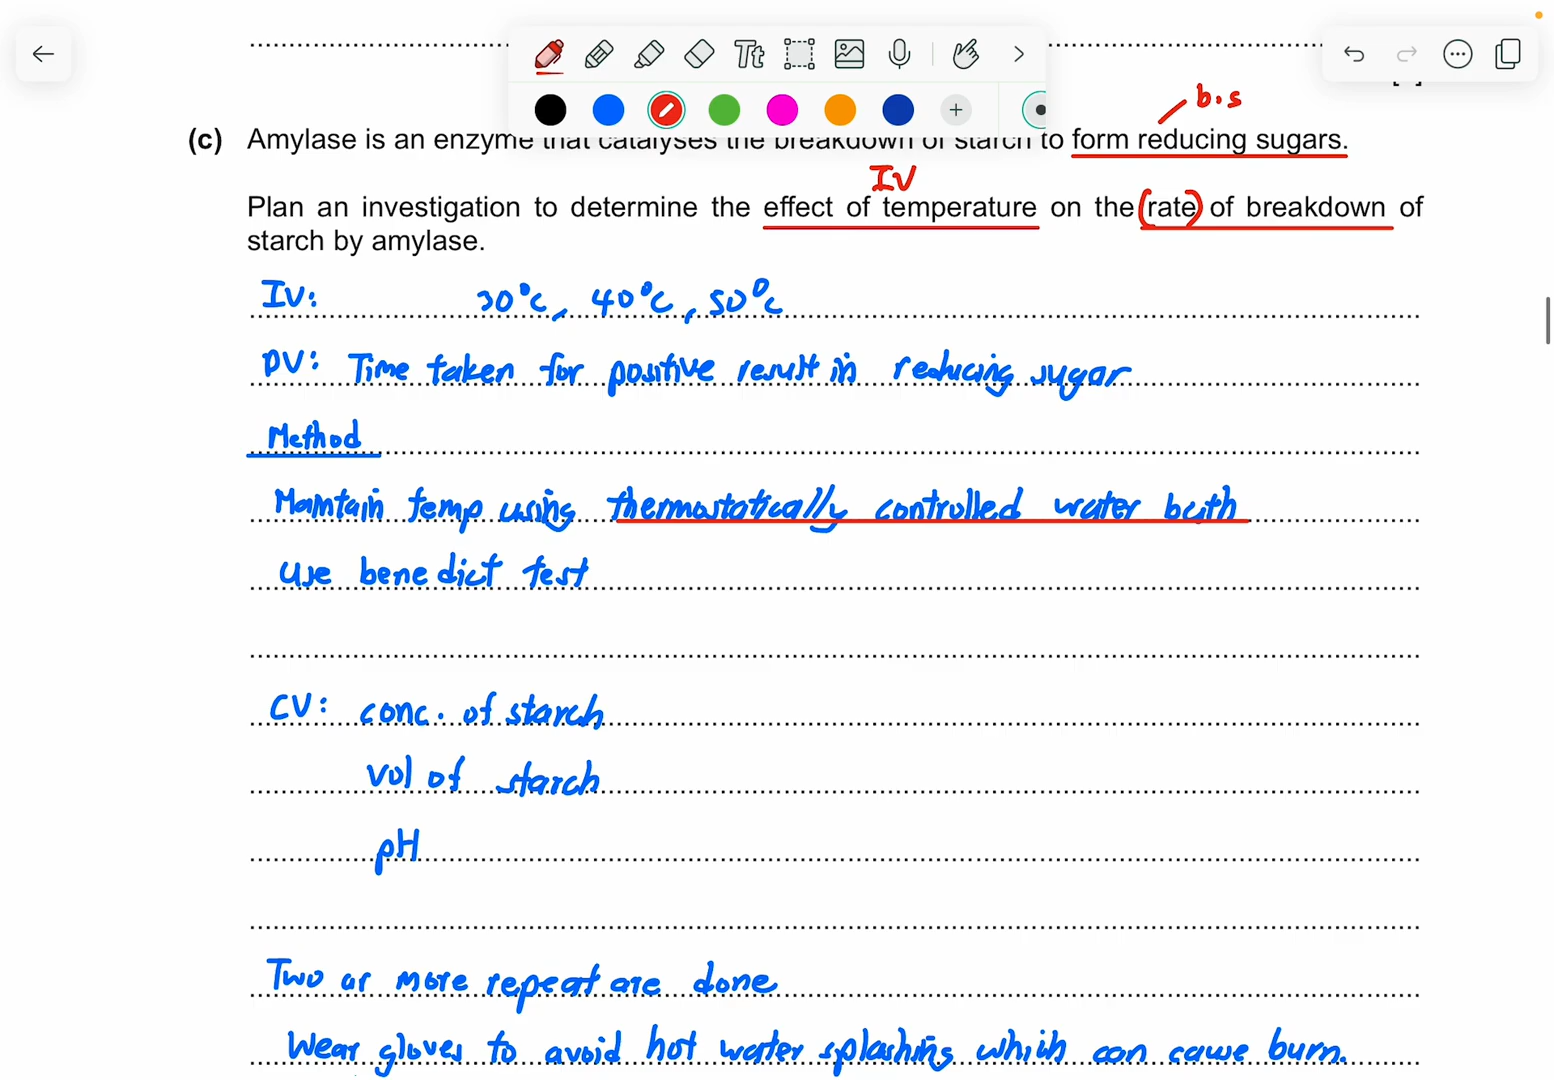 Tt
b.s
(c) Amylase is an enzyme that catalyses the breakdown of starch to form reducing sugars.
IV
Plan an investigation to determine the effect of temperature on the (rate) of breakdown of
starch by amylase.
IV: 30°C, 40°C, 50°C
DV: Time taken for positive result in reducing sugar
Method
Maintain temp using thermostatically controlled water bath
Use benedict test
CV: conc. of starch
vol of starch
pH
Two or more repeat are done
Wear gloves to avoid hot water splashing which can cause burn.